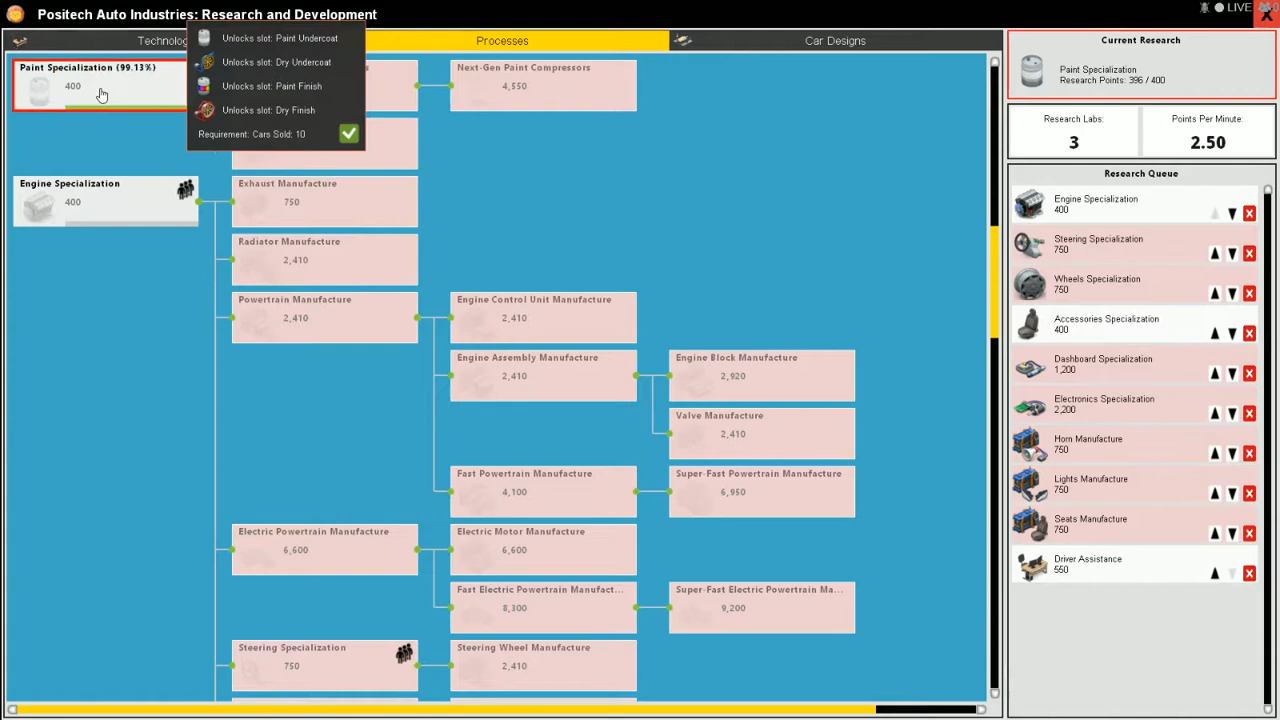 Positech Auto Industries: Research and Development
LIVE
Technolog
Processes
Car Designs
Unlocks slot: Paint Undercoat
Unlocks slot: Dry Undercoat
Unlocks slot: Paint Finish
Unlocks slot: Dry Finish
Requirement: Cars Sold: 10
Paint Specialization (99.13%)
400
Next-Gen Paint Compressors
4,550
Engine Specialization
400
Exhaust Manufacture
750
Radiator Manufacture
2,410
Powertrain Manufacture
2,410
Engine Control Unit Manufacture
2,410
Engine Assembly Manufacture
2,410
Engine Block Manufacture
2,920
Valve Manufacture
2,410
Fast Powertrain Manufacture
4,100
Super-Fast Powertrain Manufacture
6,950
Electric Powertrain Manufacture
6,600
Electric Motor Manufacture
6,600
Fast Electric Powertrain Manufact...
8,300
Super-Fast Electric Powertrain Ma...
9,200
Steering Specialization
750
Steering Wheel Manufacture
2,410
Current Research
Paint Specialization
Research Points: 396 / 400
Research Labs:
3
Points Per Minute:
2.50
Research Queue
Engine Specialization
400
Steering Specialization
750
Wheels Specialization
750
Accessories Specialization
400
Dashboard Specialization
1,200
Electronics Specialization
2,200
Horn Manufacture
750
Lights Manufacture
750
Seats Manufacture
750
Driver Assistance
550